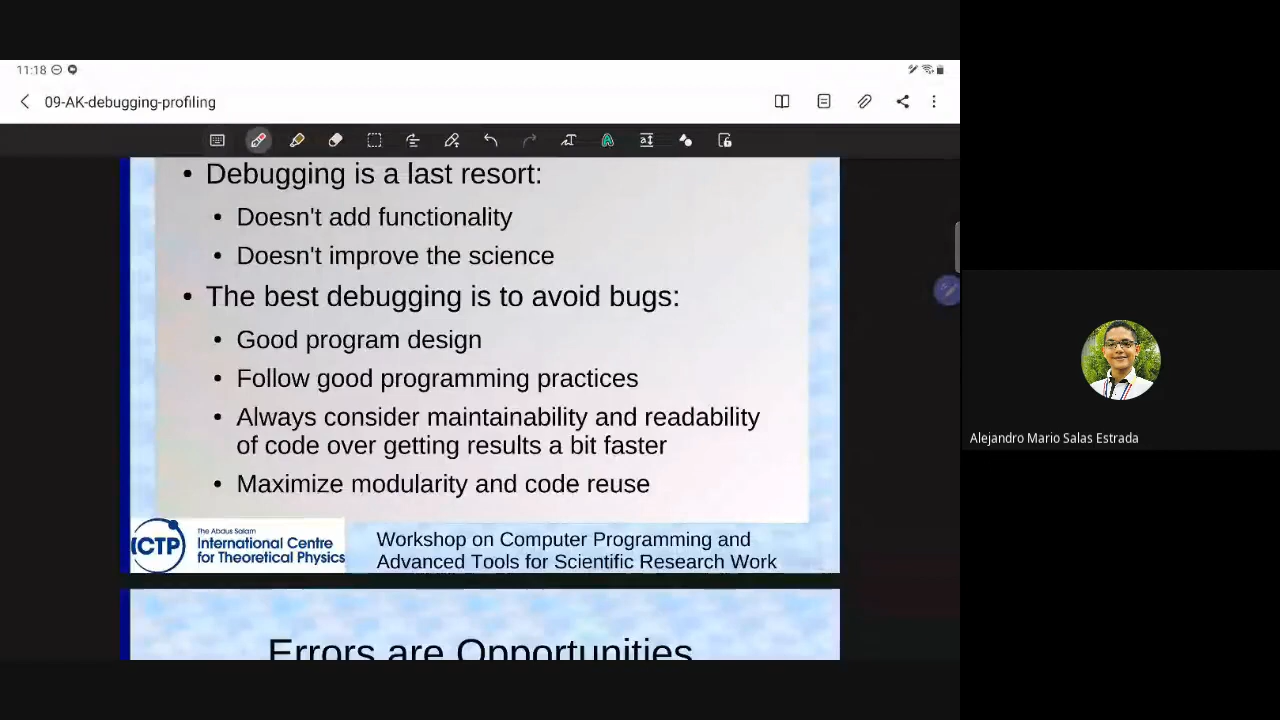 11:18
09-AK-debugging-profiling
• Debugging is a last resort:
• Doesn't add functionality
• Doesn't improve the science
• The best debugging is to avoid bugs:
• Good program design
• Follow good programming practices
• Always consider maintainability and readability
of code over getting results a bit faster
• Maximize modularity and code reuse
ICTP
The Abdus Salam
International Centre
for Theoretical Physics
Workshop on Computer Programming and
Advanced Tools for Scientific Research Work
Errors are Opportunities
Alejandro Mario Salas Estrada